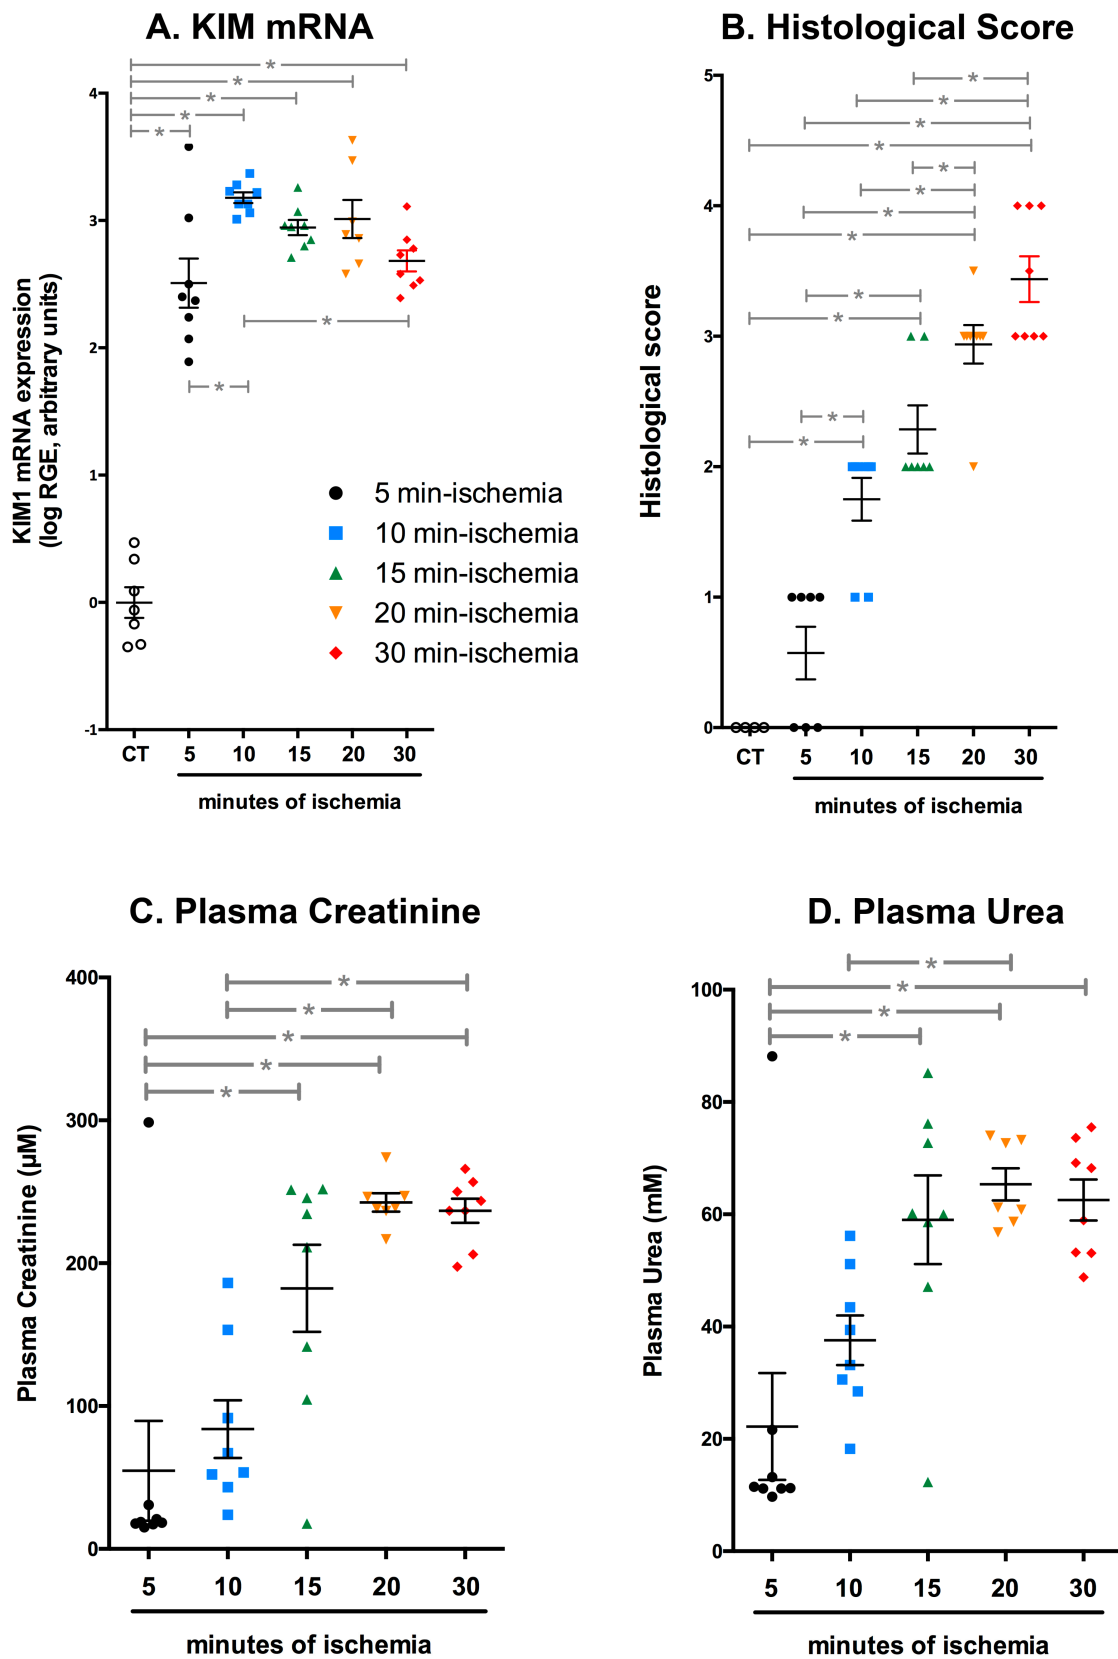 A. KIM mRNA
*
*
*
*
*
4
3
2
1
0
-1
KIM1 mRNA expression
(log RGE, arbitrary units)
*
*
5 min-ischemia
10 min-ischemia
15 min-ischemia
20 min-ischemia
30 min-ischemia
CT 5 10 15 20 30
minutes of ischemia
B. Histological Score
*
*
*
*
*
*
*
*
*
*
*
*
5
4
3
2
1
0
Histological score
CT 5 10 15 20 30
minutes of ischemia
C. Plasma Creatinine
*
*
*
*
*
400
300
200
100
0
Plasma Creatinine (µM)
5 10 15 20 30
minutes of ischemia
D. Plasma Urea
*
*
*
*
100
80
60
40
20
0
Plasma Urea (mM)
5 10 15 20 30
minutes of ischemia